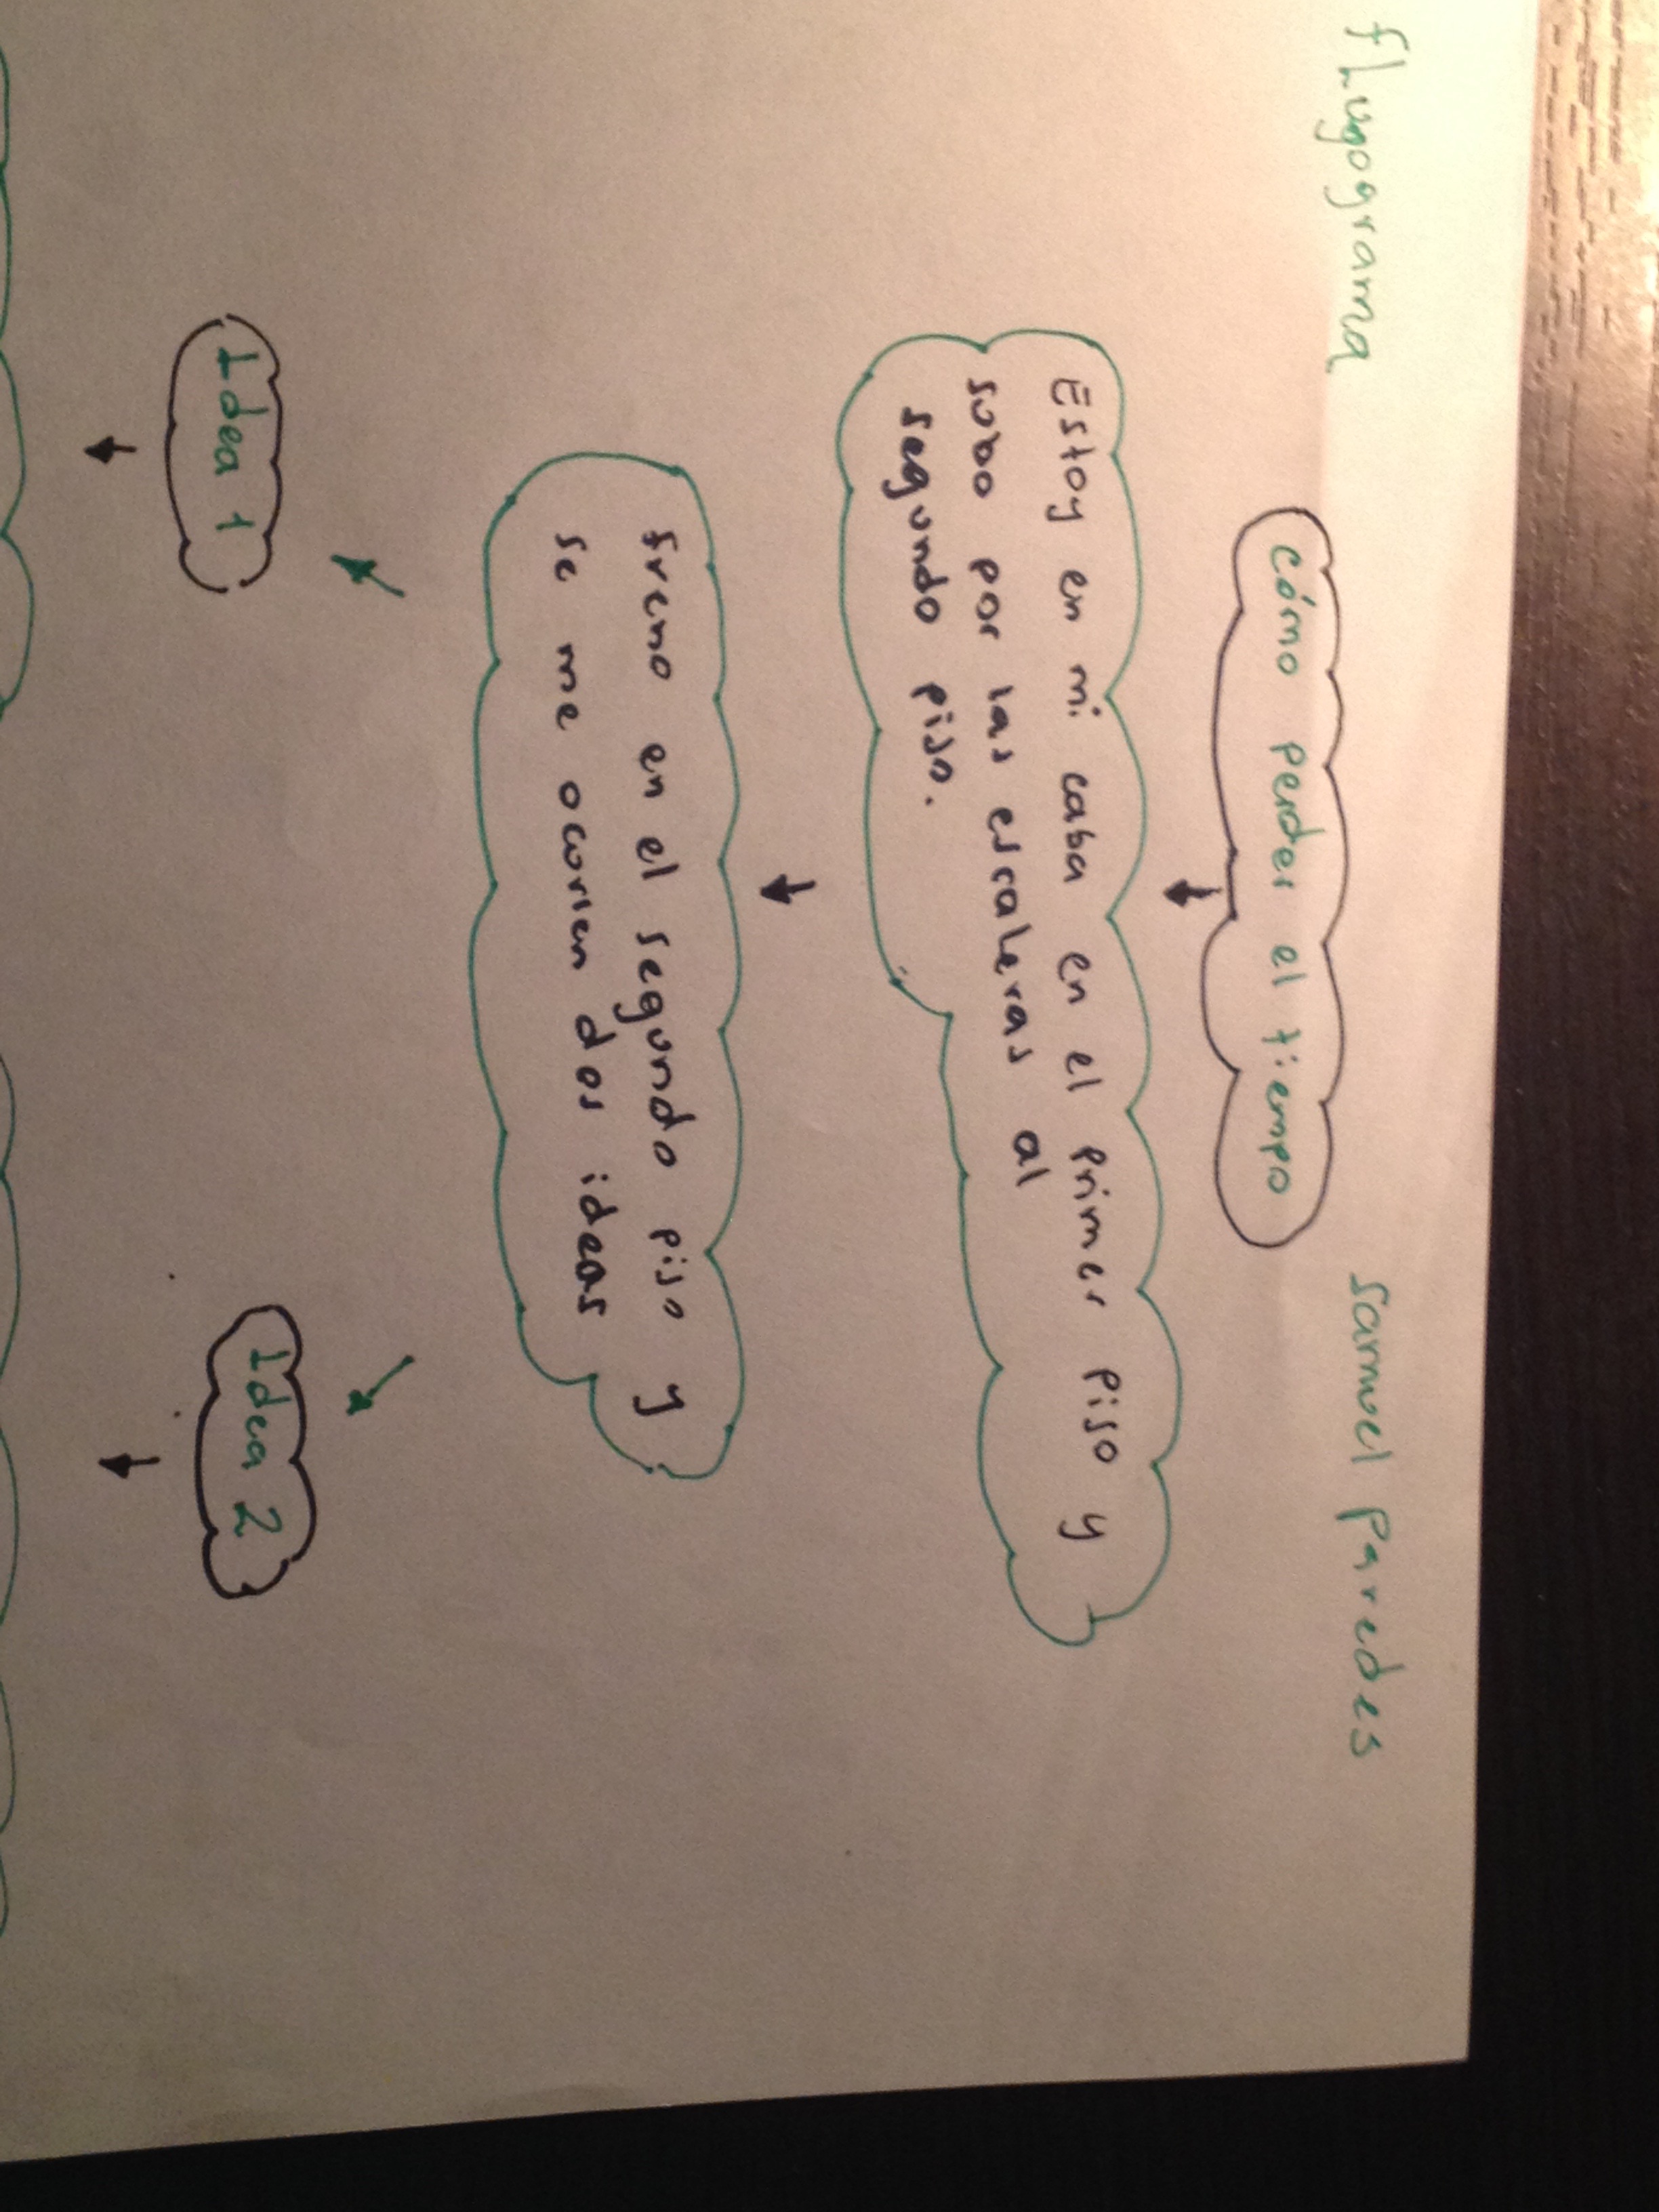 fLujograma
Samuel Paredes
cómo perder el tiempo
Estoy en mi caba en el primer piso y
subo por las escaleras al
segundo piso.
freno en el segundo piso y
se me ocurren dos ideas
Idea 1
Idea 2